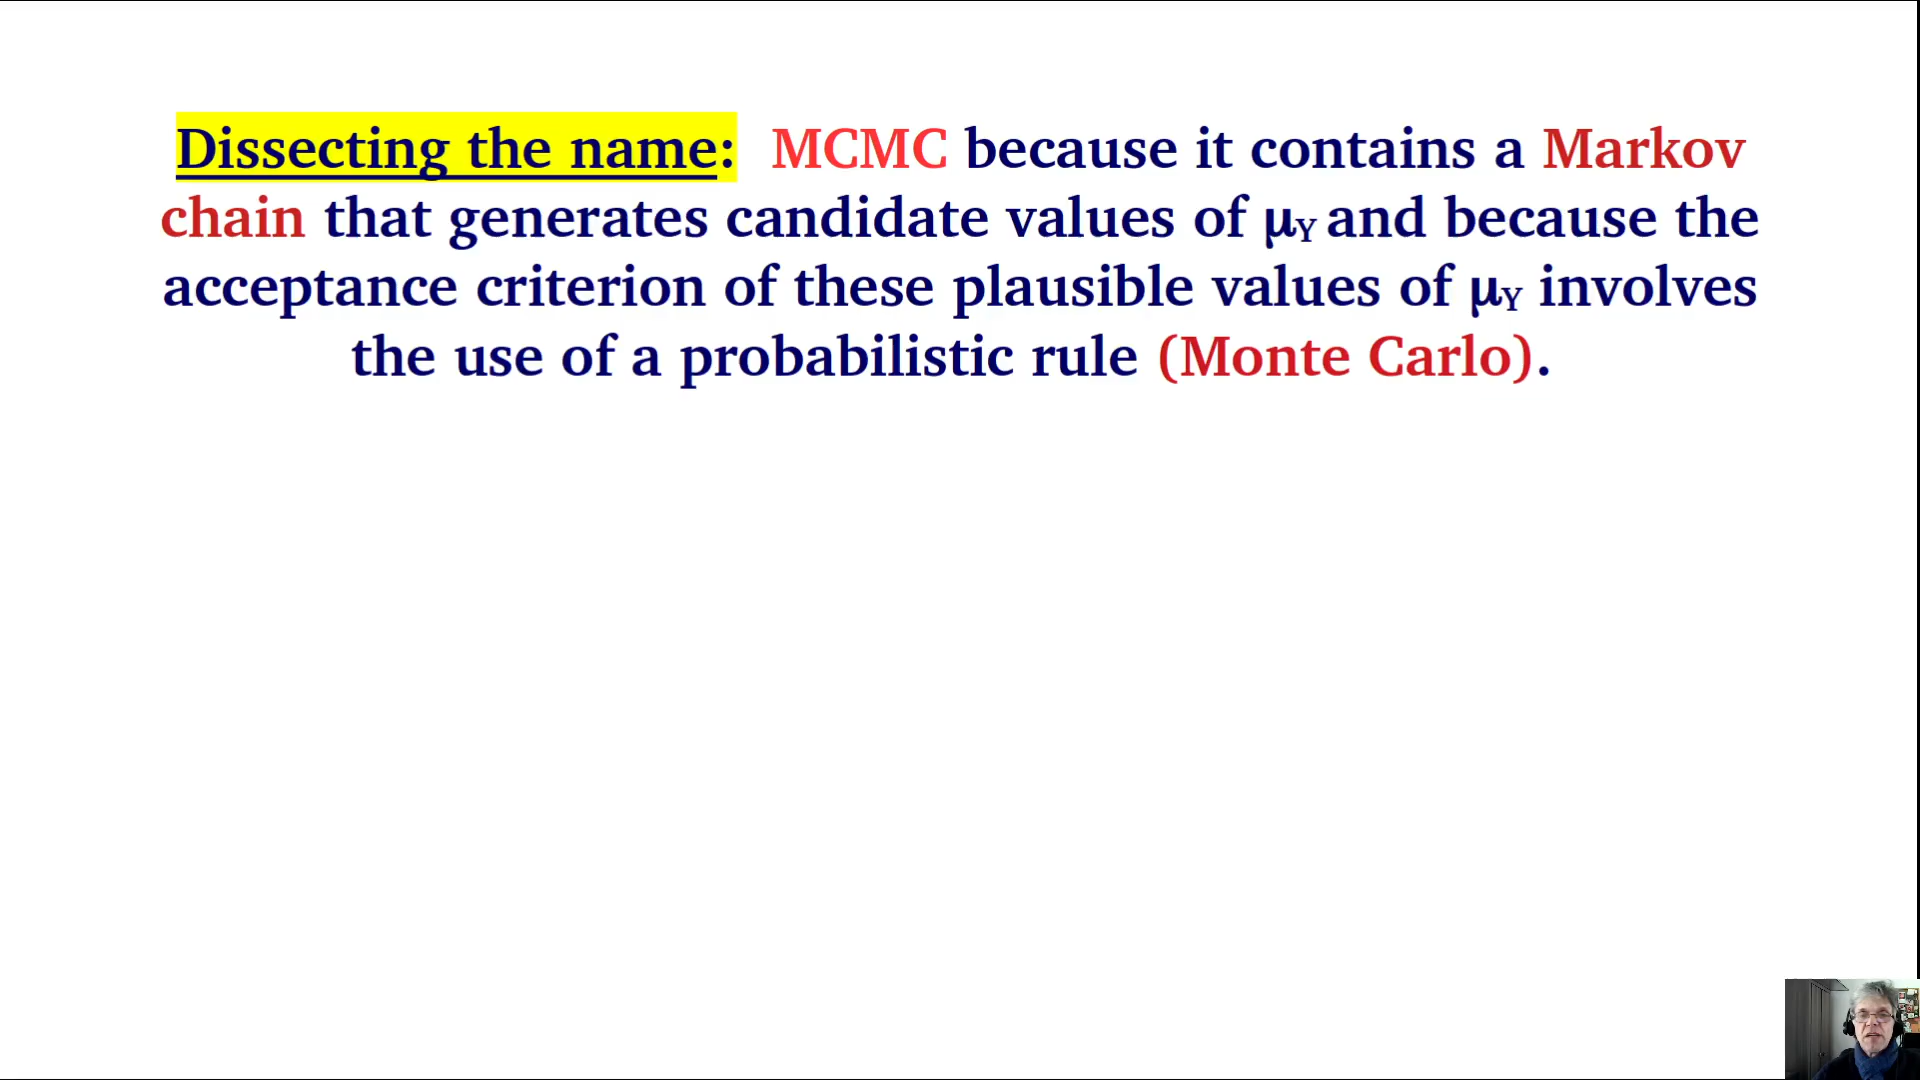 Dissecting the name: MCMC because it contains a Markov
chain that generates candidate values of μY and because the
acceptance criterion of these plausible values of μY involves
the use of a probabilistic rule (Monte Carlo).